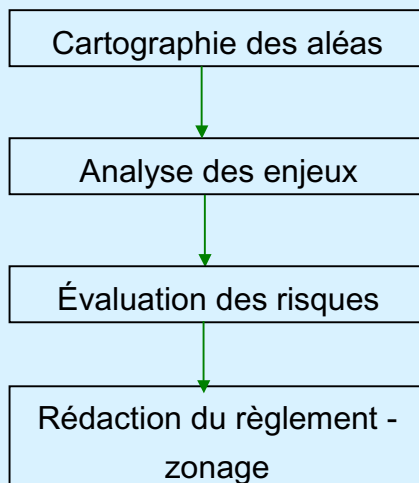 Cartographie des aléas
Analyse des enjeux
Évaluation des risques
Rédaction du règlement -
zonage